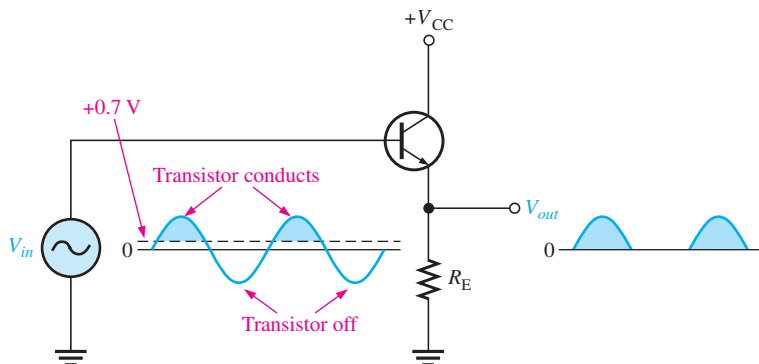 +V_CC
+0.7 V
Transistor conducts
V_in
0
V_out
0
R_E
Transistor off